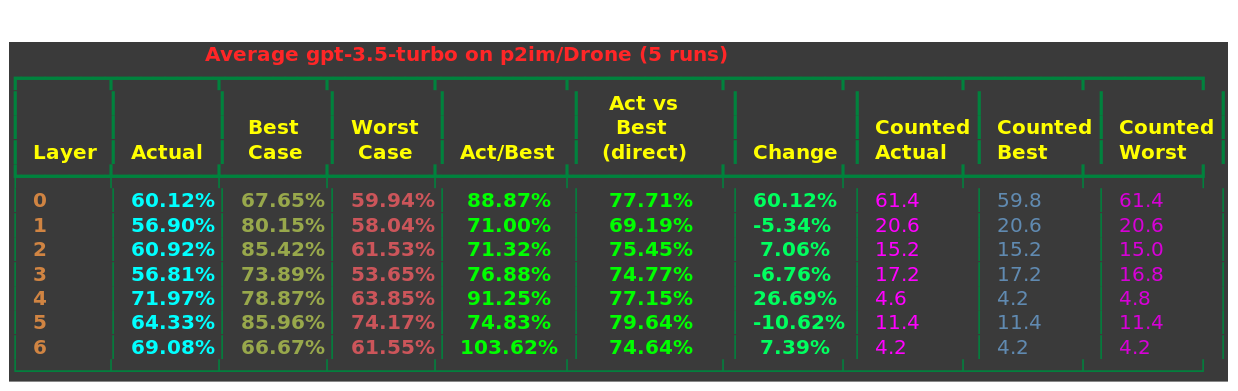 Average gpt-3.5-turbo on p2im/Drone (5 runs)
Act vs
Best Worst Best Counted Counted Counted
Layer Actual Case Case Act/Best (direct) Change Actual Best Worst
0 60.12% 67.65% 59.94% 88.87% 77.71% 60.12% 61.4 59.8 61.4
1 56.90% 80.15% 58.04% 71.00% 69.19% -5.34% 20.6 20.6 20.6
2 60.92% 85.42% 61.53% 71.32% 75.45% 7.06% 15.2 15.2 15.0
3 56.81% 73.89% 53.65% 76.88% 74.77% -6.76% 17.2 17.2 16.8
4 71.97% 78.87% 63.85% 91.25% 77.15% 26.69% 4.6 4.2 4.8
5 64.33% 85.96% 74.17% 74.83% 79.64% -10.62% 11.4 11.4 11.4
6 69.08% 66.67% 61.55% 103.62% 74.64% 7.39% 4.2 4.2 4.2